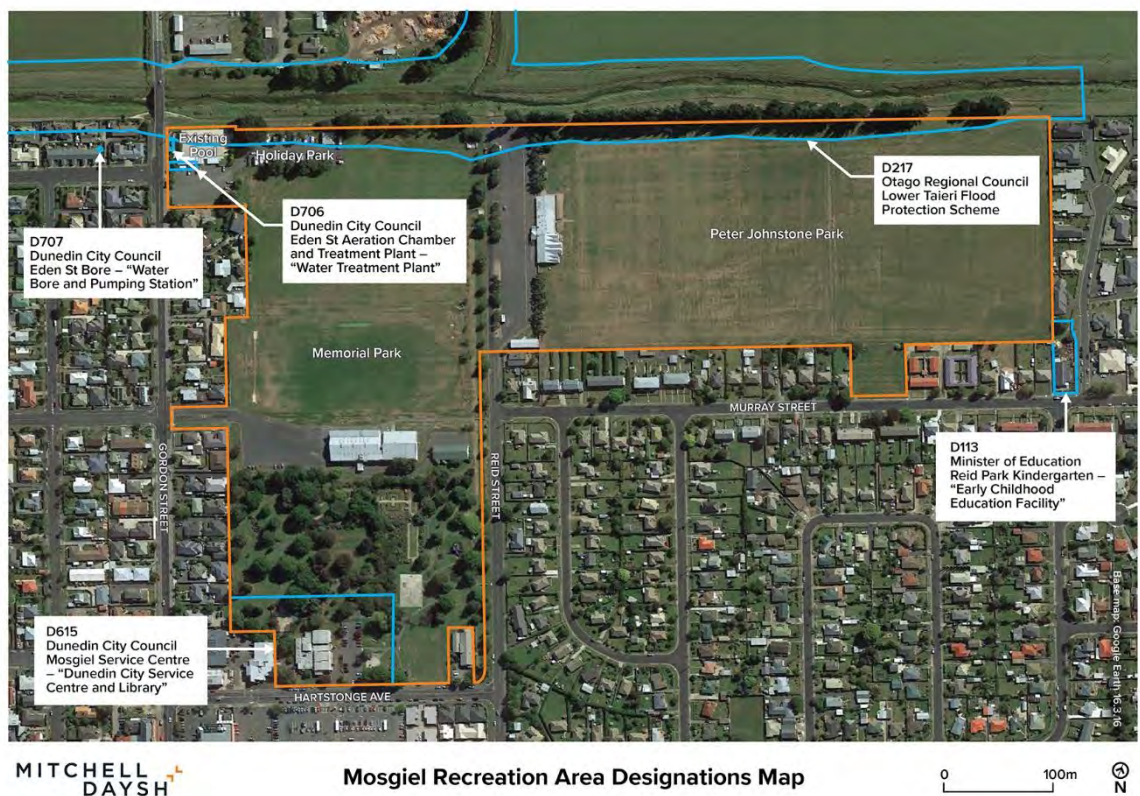 Existing
Pool
Holiday Park
D217
Otago Regional Council
Lower Taieri Flood
Protection Scheme
D706
Dunedin City Council
Eden St Aeration Chamber
and Treatment Plant –
“Water Treatment Plant”
D707
Dunedin City Council
Eden St Bore – “Water
Bore and Pumping Station”
Peter Johnstone Park
Memorial Park
MURRAY STREET
GORDON STREET
REID STREET
D113
Minister of Education
Reid Park Kindergarten –
“Early Childhood
Education Facility”
D615
Dunedin City Council
Mosgiel Service Centre
– “Dunedin City Service
Centre and Library”
HARTSTONGE AVE
Base map: Google Earth 16.3.16
MITCHELL
DAYSH
Mosgiel Recreation Area Designations Map
0 100m
N